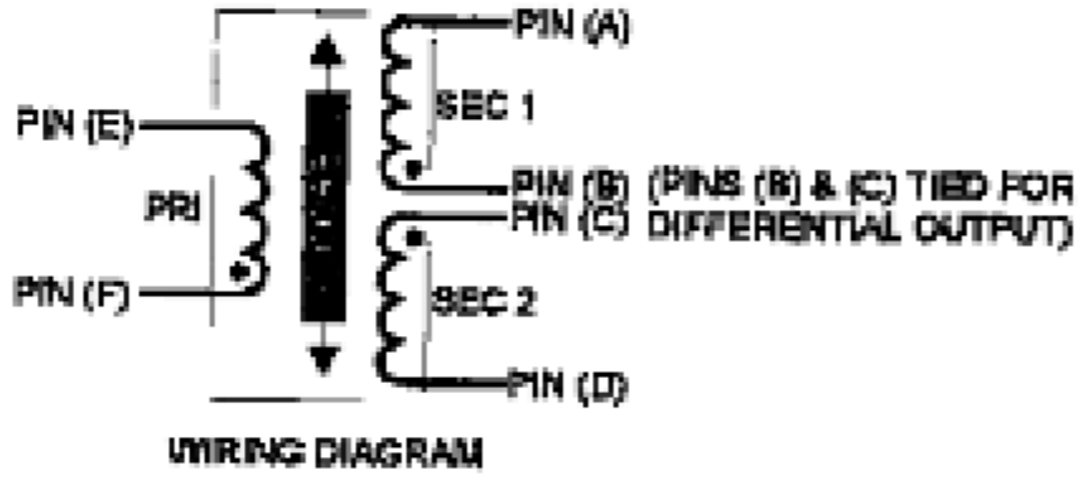 PIN (A)
SEC 1
PIN (E)
PIN (B) (PINS (B) & (C) TIED FOR
PRI
PIN (C) DIFFERENTIAL OUTPUT)
PIN (F)
SEC 2
PIN (D)
WIRING DIAGRAM